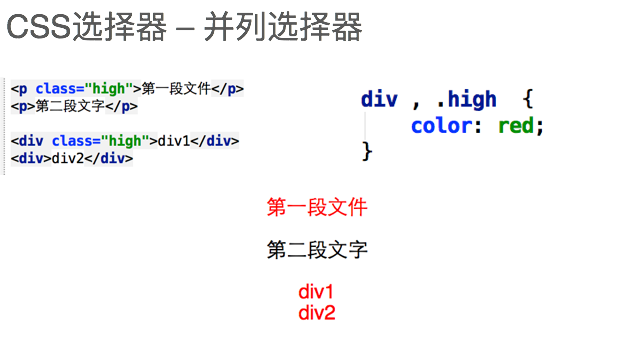 CSS选择器 – 并列选择器
<p class="high">第一段文件</p>
<p>第二段文字</p>
<div class="high">div1</div>
<div>div2</div>
div , .high {
color: red;
}
第一段文件
第二段文字
div1
div2